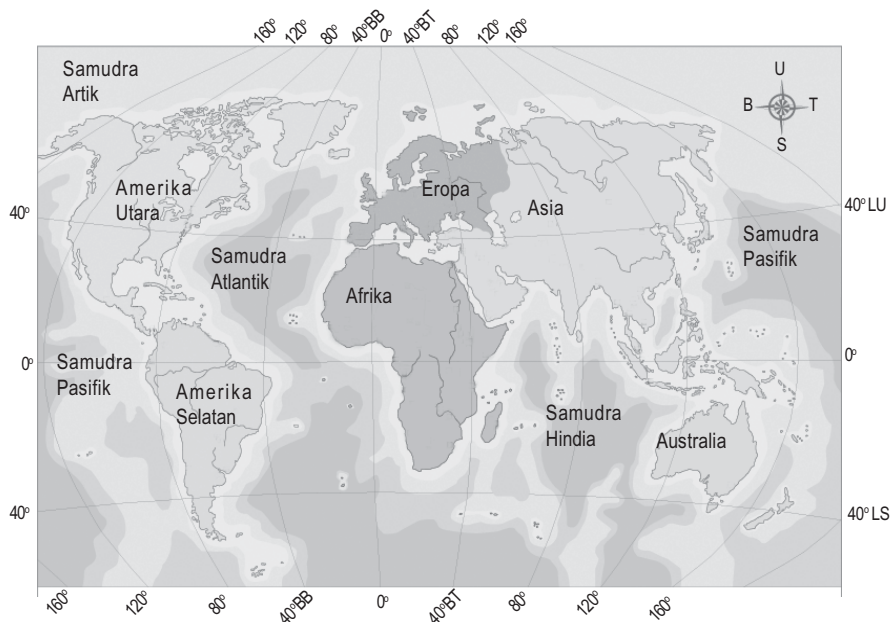 160° 120° 80° 40°BB 0° 40°BT 80° 120° 160°
Samudra
Artik
U
B T
S
Amerika
Utara
Eropa
Asia
40° 40° LU
Samudra
Atlantik
Samudra
Pasifik
Afrika
0° 0°
Samudra
Pasifik
Amerika
Selatan
Samudra
Hindia
Australia
40° 40° LS
160° 120° 80° 40°BB 0° 40°BT 80° 120° 160°